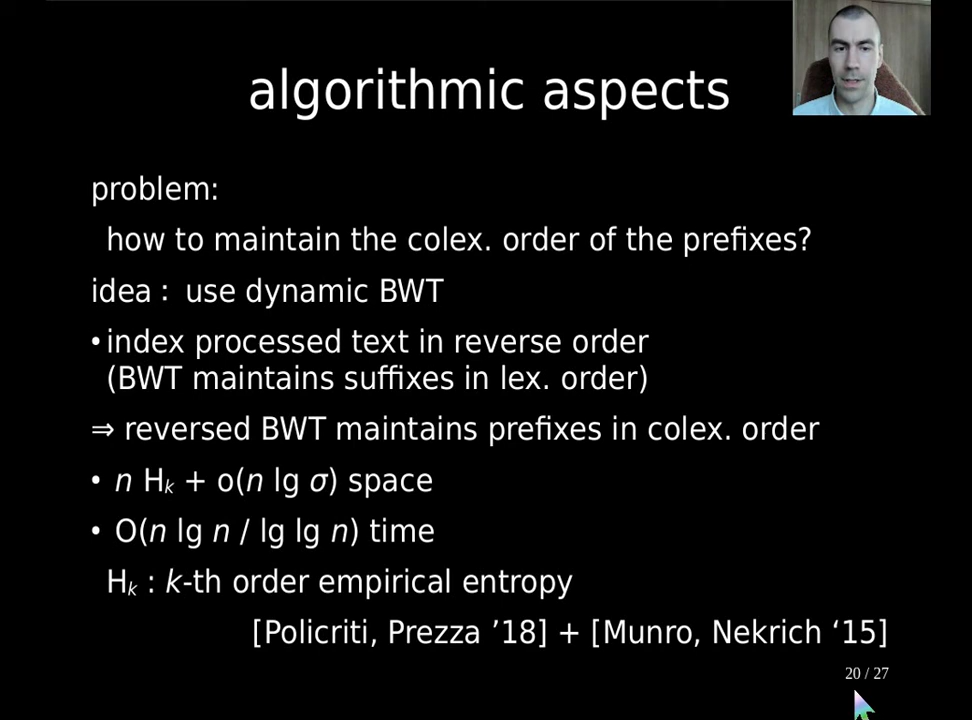 algorithmic aspects
problem:
how to maintain the colex. order of the prefixes?
idea : use dynamic BWT
• index processed text in reverse order
(BWT maintains suffixes in lex. order)
⇒ reversed BWT maintains prefixes in colex. order
• n Hₖ + o(n lg σ) space
• O(n lg n / lg lg n) time
Hₖ : k-th order empirical entropy
[Policriti, Prezza ’18] + [Munro, Nekrich ‘15]
20 / 27